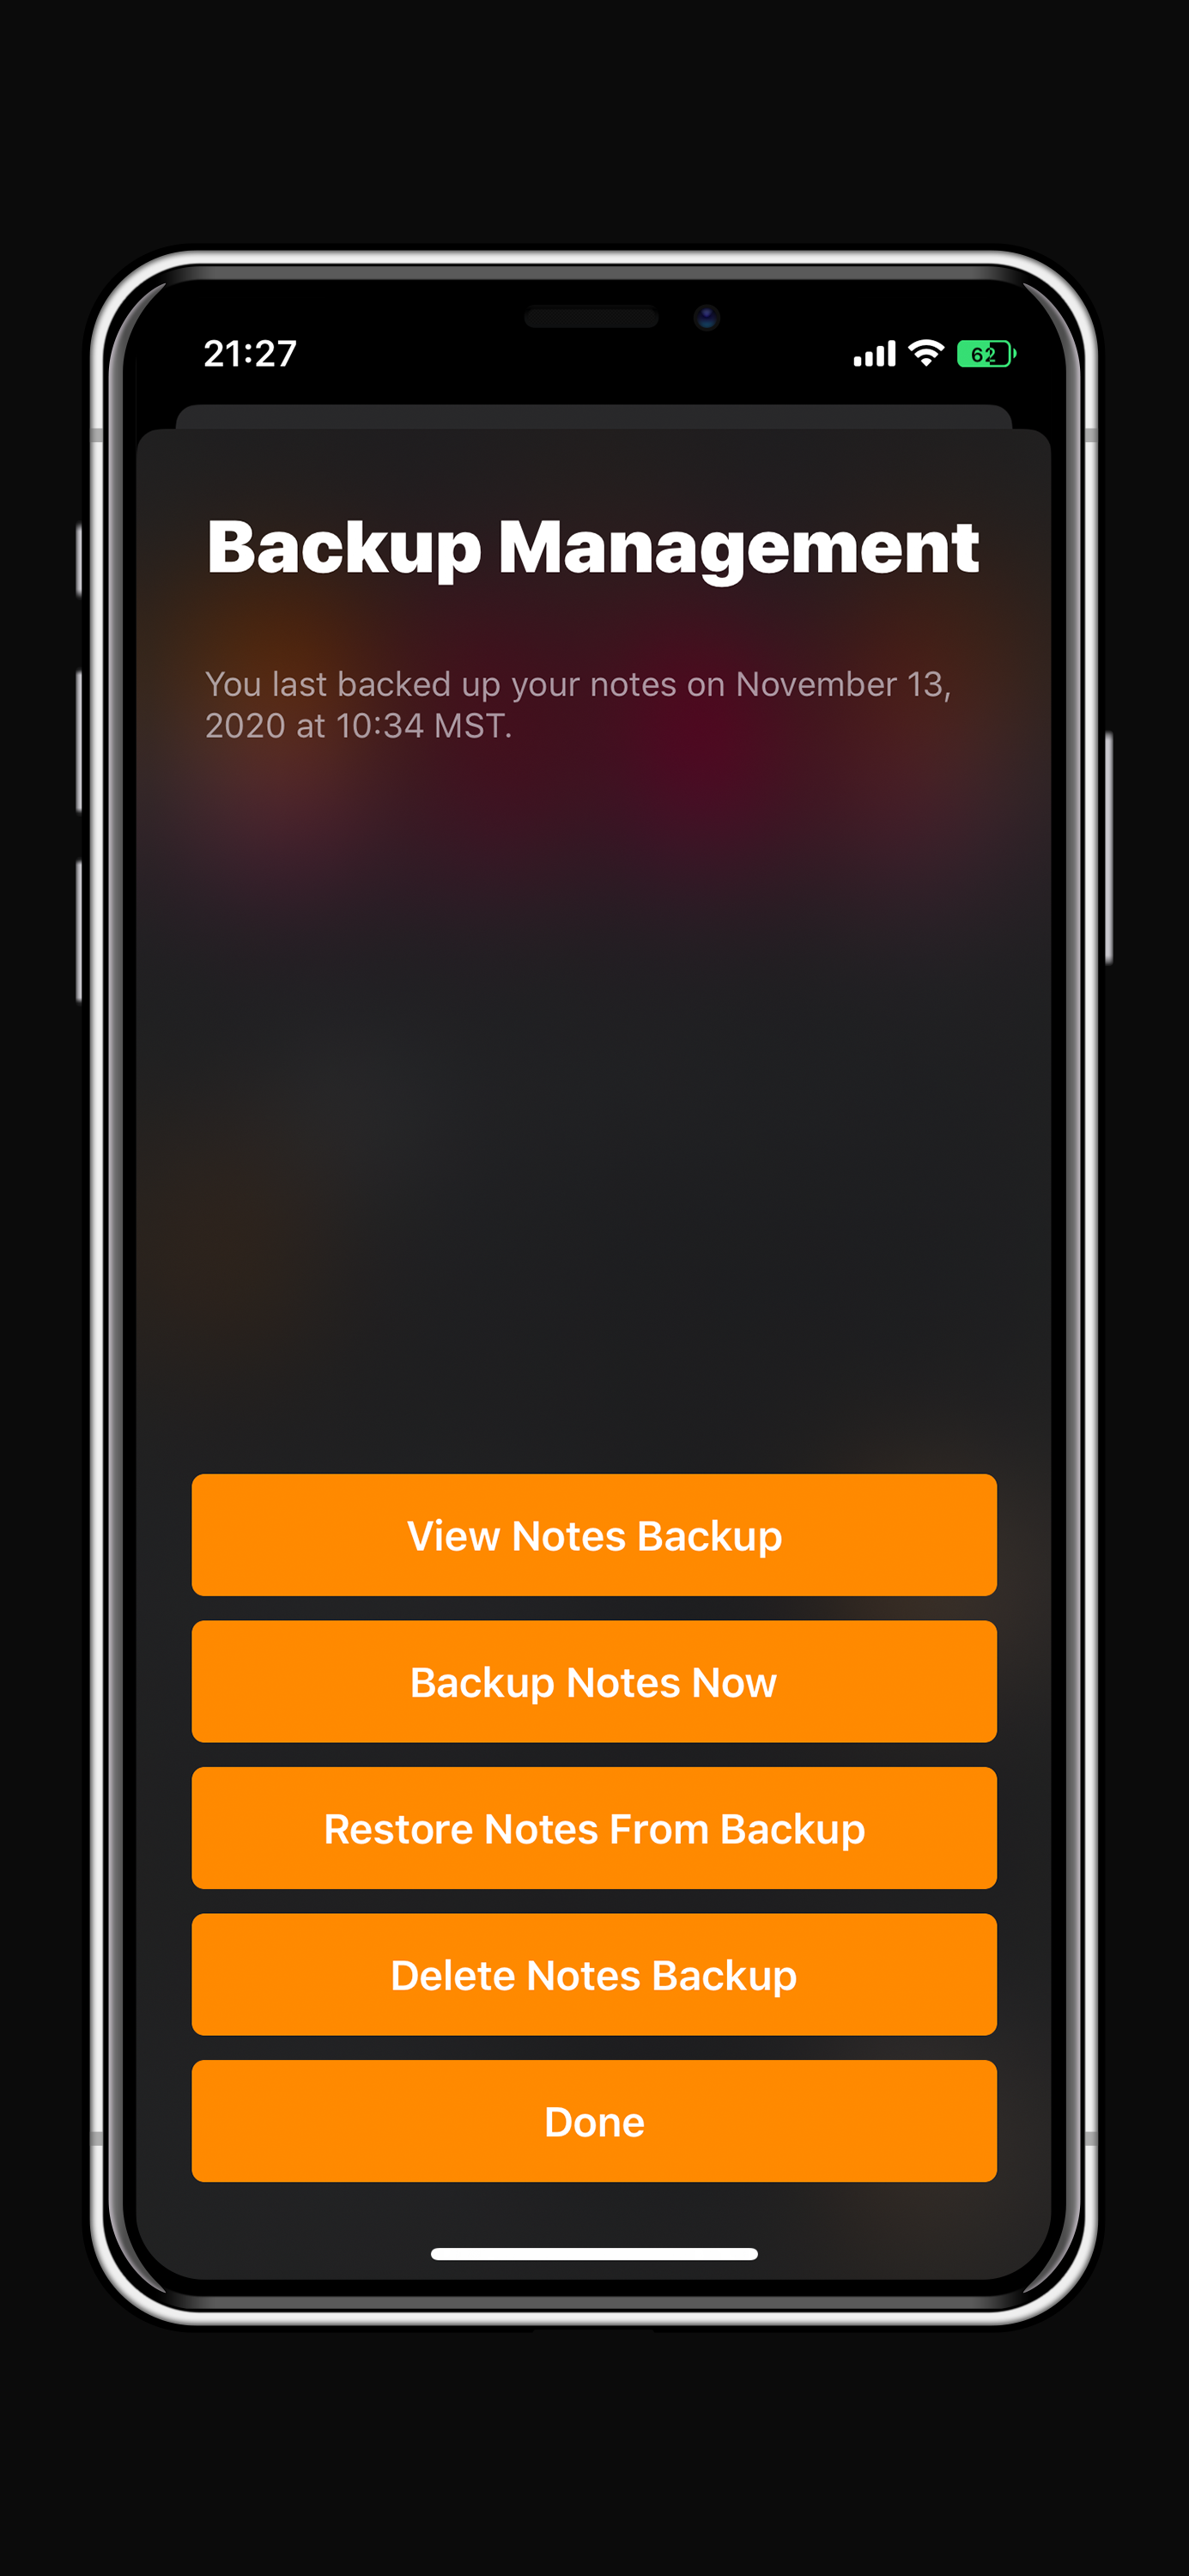 21:27
62
Backup Management
You last backed up your notes on November 13,
2020 at 10:34 MST.
View Notes Backup
Backup Notes Now
Restore Notes From Backup
Delete Notes Backup
Done